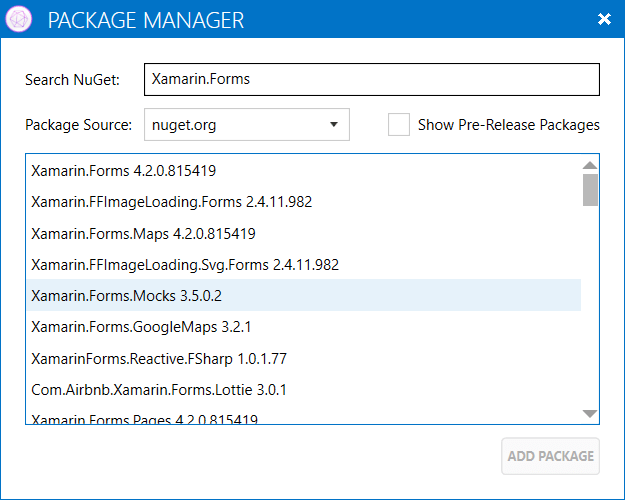 PACKAGE MANAGER
Search NuGet: Xamarin.Forms
Package Source: nuget.org Show Pre-Release Packages
Xamarin.Forms 4.2.0.815419
Xamarin.FFImageLoading.Forms 2.4.11.982
Xamarin.Forms.Maps 4.2.0.815419
Xamarin.FFImageLoading.Svg.Forms 2.4.11.982
Xamarin.Forms.Mocks 3.5.0.2
Xamarin.Forms.GoogleMaps 3.2.1
XamarinForms.Reactive.FSharp 1.0.1.77
Com.Airbnb.Xamarin.Forms.Lottie 3.0.1
Xamarin.Forms.Pages 4.2.0.815419
ADD PACKAGE